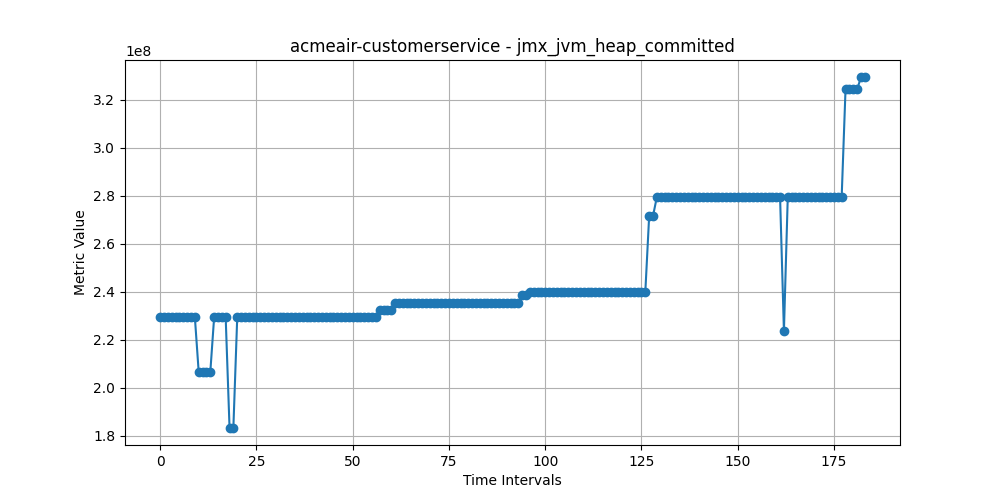 acmeair-customerservice - jmx_jvm_heap_committed
1e8
3.2
3.0
2.8
2.6
2.4
2.2
2.0
1.8
Metric Value
0 25 50 75 100 125 150 175
Time Intervals